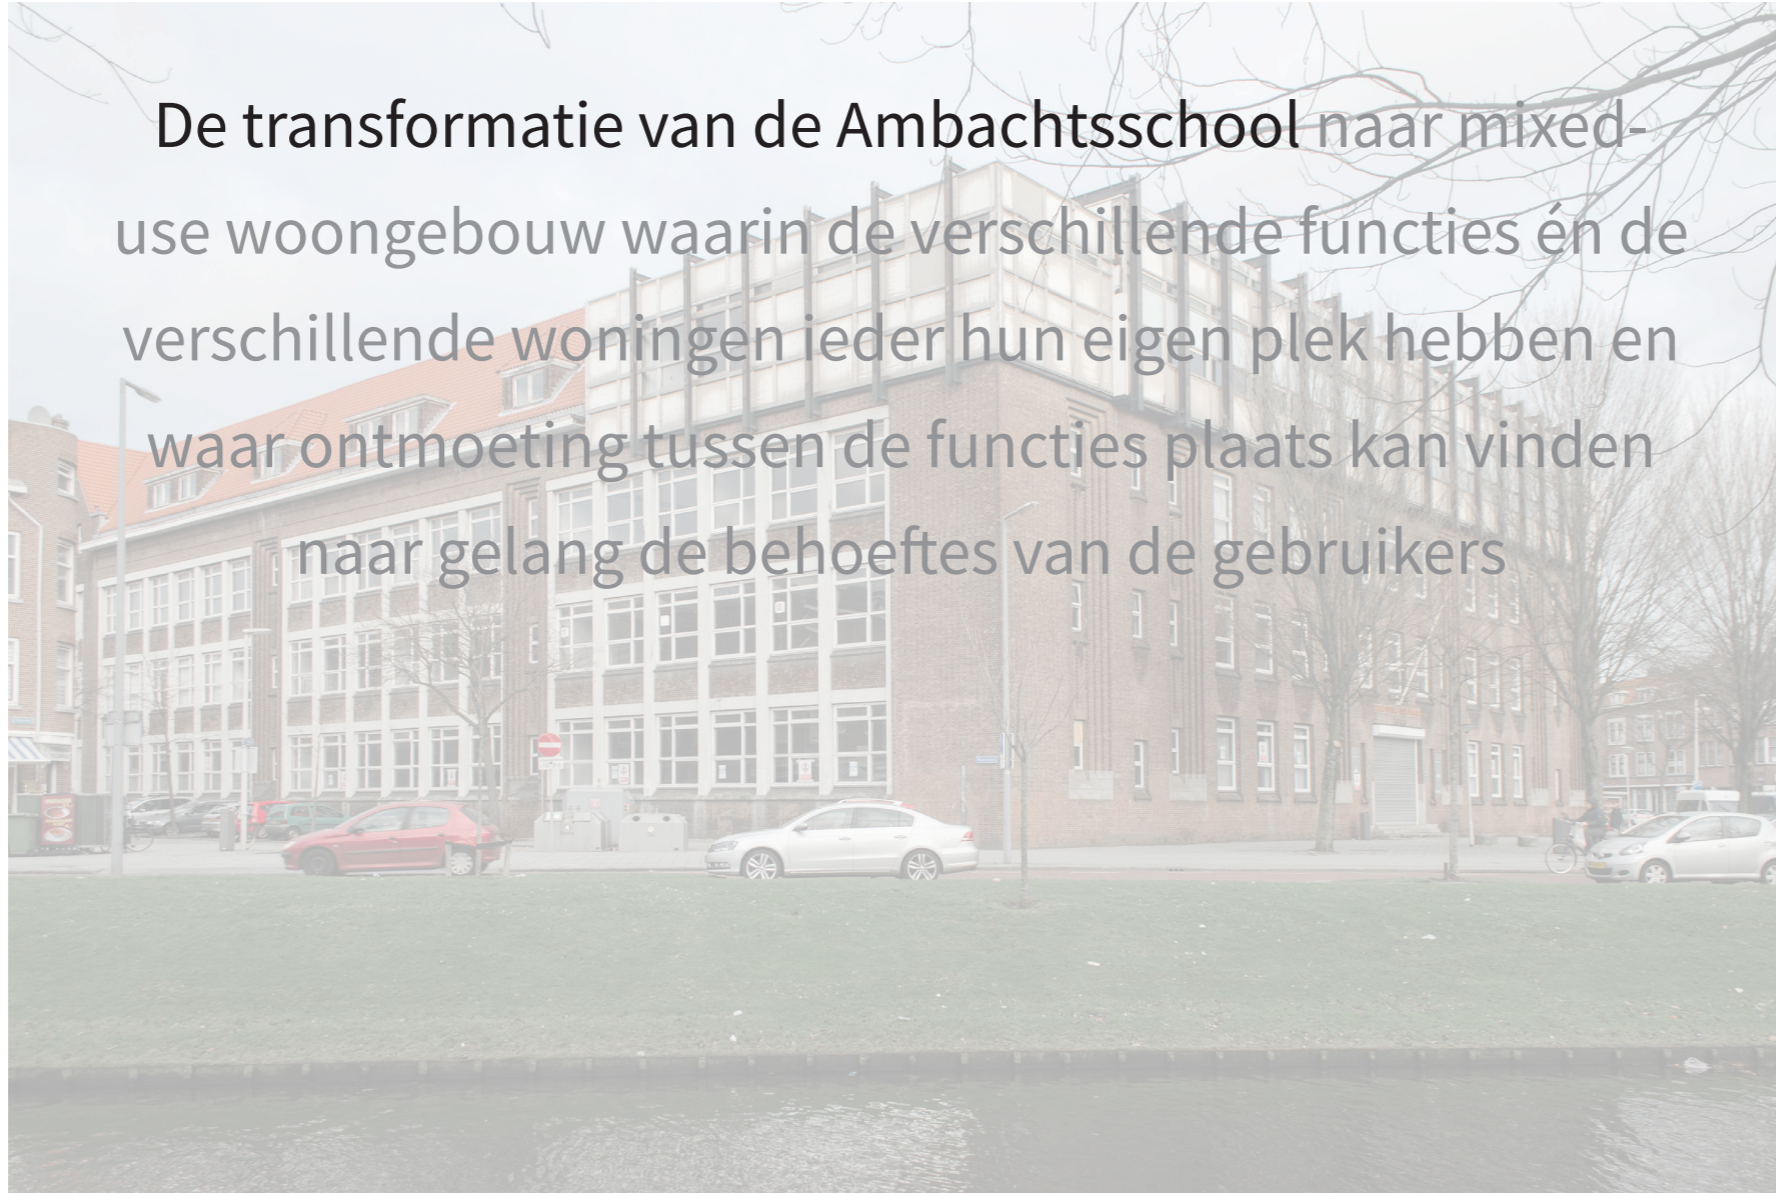 De transformatie van de Ambachtsschool naar mixed-
use woongebouw waarin de verschillende functies én de
verschillende woningen ieder hun eigen plek hebben en
waar ontmoeting tussen de functies plaats kan vinden
naar gelang de behoeftes van de gebruikers